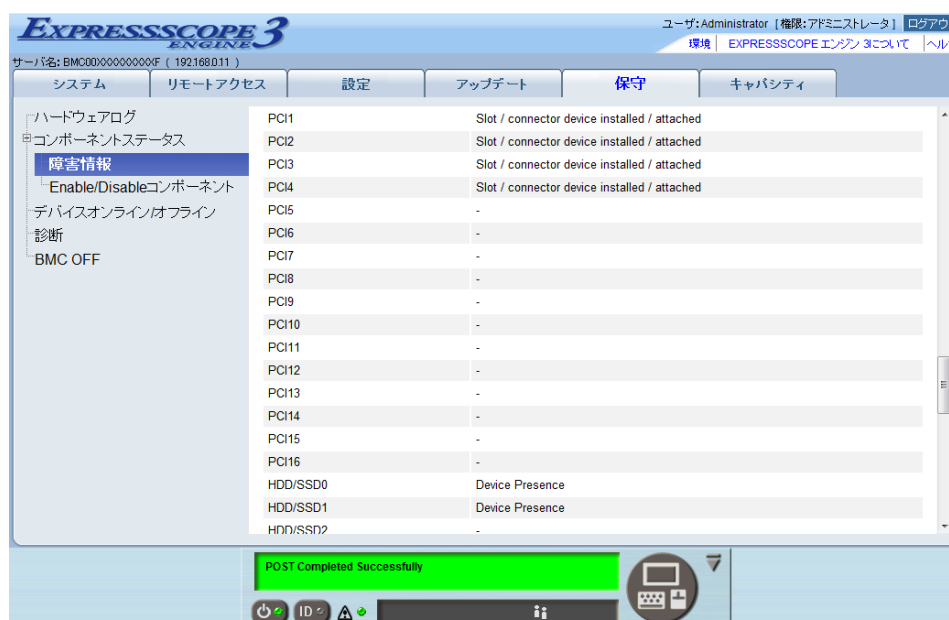 EXPRESSSCOPE 3
ENGINE
ユーザ:Administrator [権限:アドミニストレータ] ログアウ
環境 EXPRESSSCOPE エンジン 3について ヘル
サーバ名: BMC00XXXXXXXXXF ( 192.168.0.11 )
システム リモートアクセス 設定 アップデート 保守 キャパシティ
ハードウェアログ
コンポーネントステータス
障害情報
Enable/Disableコンポーネント
デバイスオンライン/オフライン
診断
BMC OFF
PCI1 Slot / connector device installed / attached
PCI2 Slot / connector device installed / attached
PCI3 Slot / connector device installed / attached
PCI4 Slot / connector device installed / attached
PCI5 -
PCI6 -
PCI7 -
PCI8 -
PCI9 -
PCI10 -
PCI11 -
PCI12 -
PCI13 -
PCI14 -
PCI15 -
PCI16 -
HDD/SSD0 Device Presence
HDD/SSD1 Device Presence
HDD/SSD2 -
POST Completed Successfully
ID